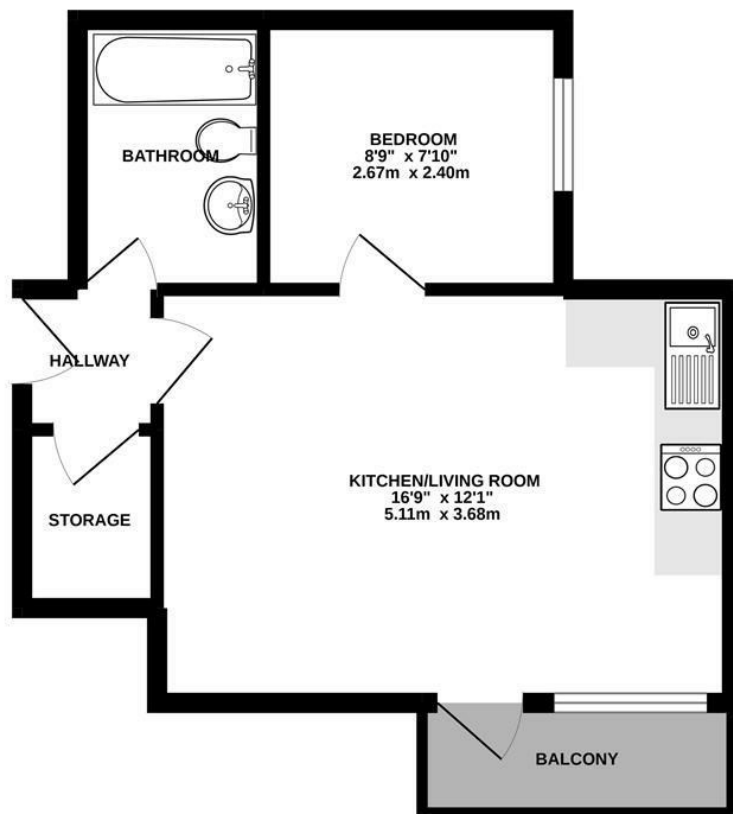 BATHROOM
BEDROOM
8'9" x 7'10"
2.67m x 2.40m
HALLWAY
KITCHEN/LIVING ROOM
16'9" x 12'1"
5.11m x 3.68m
STORAGE
BALCONY